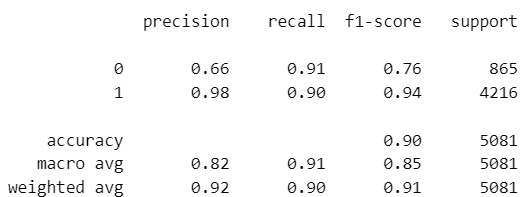 precision recall f1-score support
0 0.66 0.91 0.76 865
1 0.98 0.90 0.94 4216
accuracy 0.90 5081
macro avg 0.82 0.91 0.85 5081
weighted avg 0.92 0.90 0.91 5081